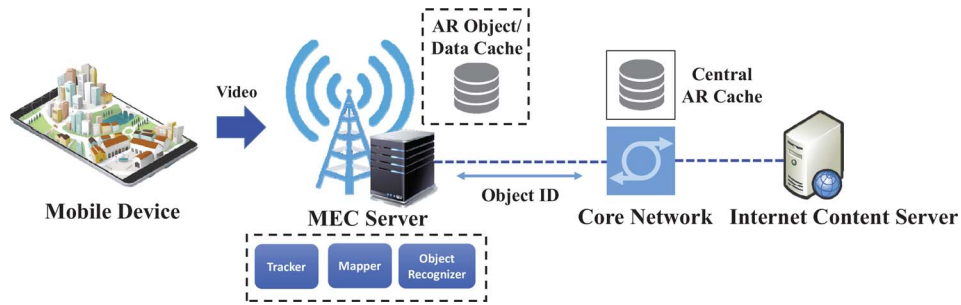 AR Object/
Data Cache
Central
AR Cache
Video
Object ID
Mobile Device
MEC Server
Core Network
Internet Content Server
Tracker
Mapper
Object
Recognizer